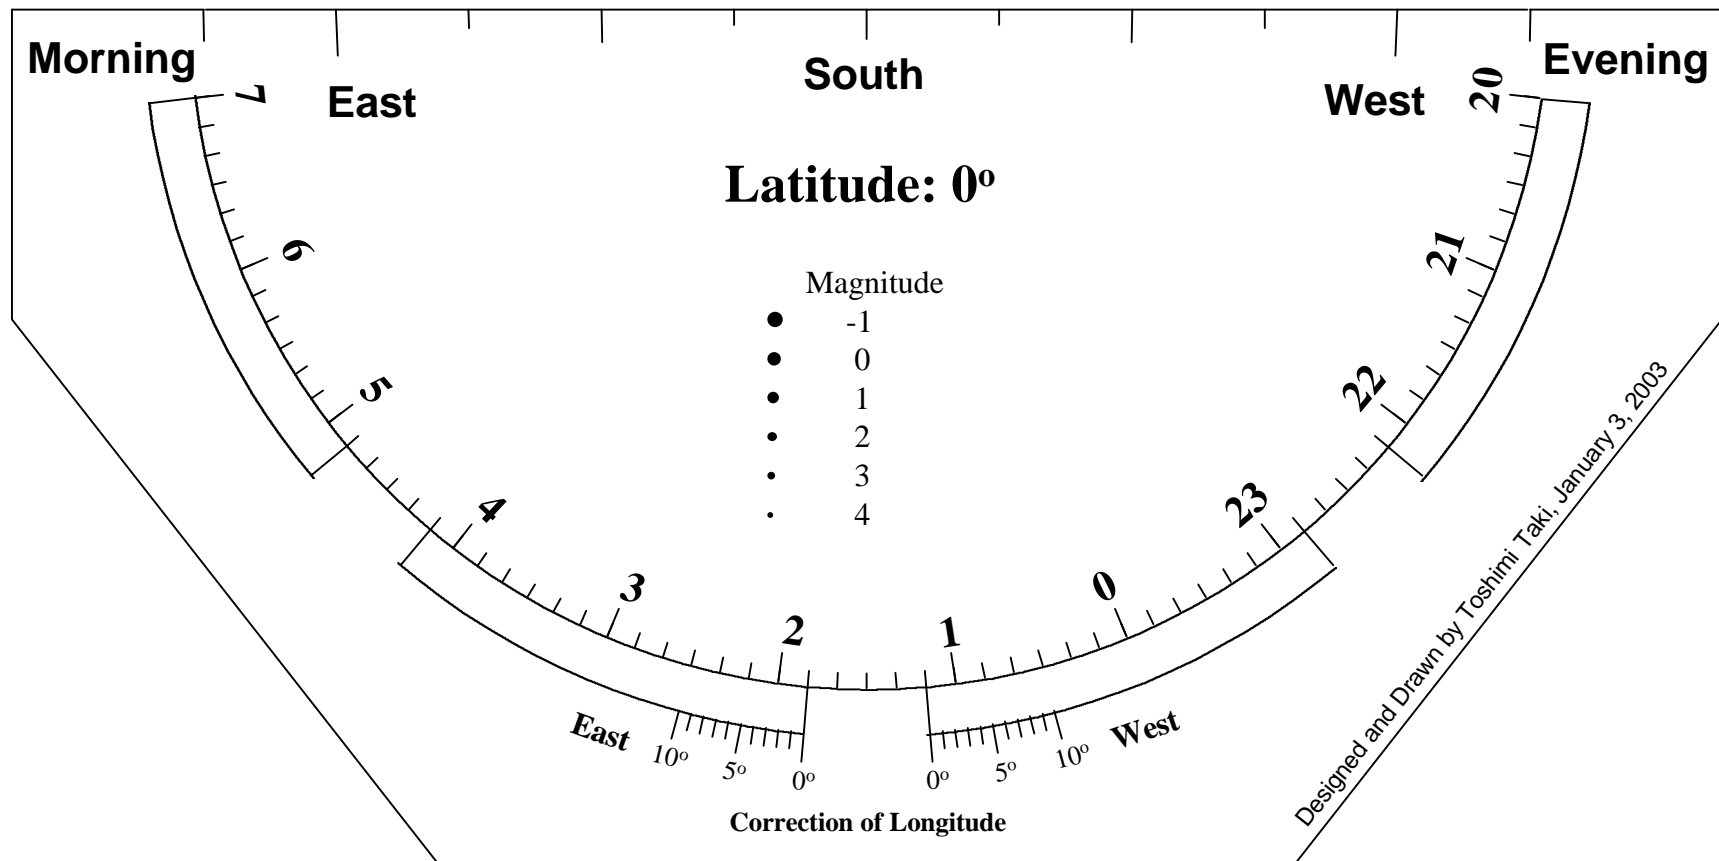 Morning
Evening
South
East
West
Latitude: 0º
7
6
5
4
3
2
1
0
23
22
21
20
Magnitude
-1
0
1
2
3
4
East
10º
5º
0º
0º
5º
10º
West
Correction of Longitude
Designed and Drawn by Toshimi Taki, January 3, 2003